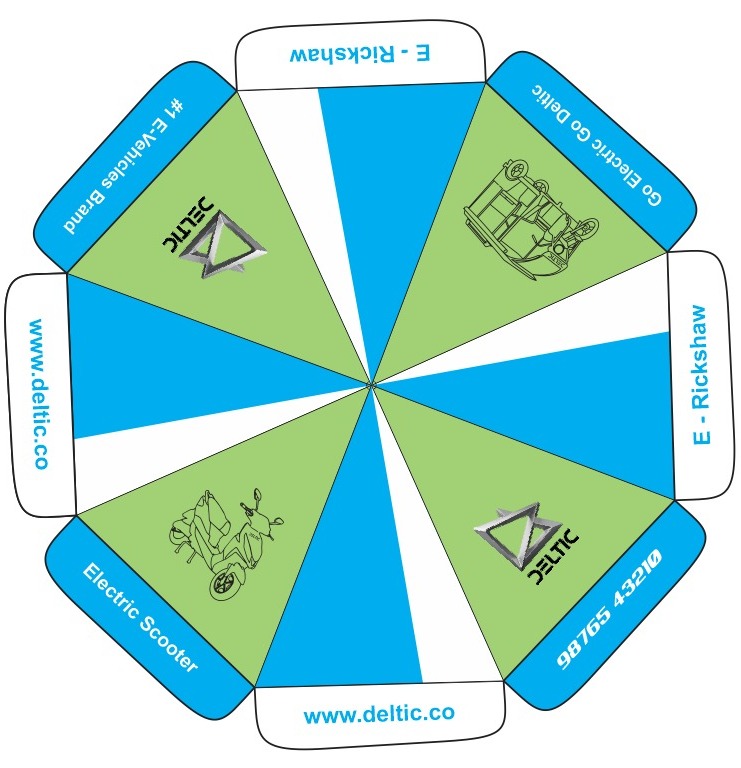 E - Rickshaw
Go Electric Go Deltic
E - Rickshaw
98765 43210
DELTIC
www.deltic.co
Electric Scooter
www.deltic.co
#1 E-Vehicles Brand
DELTIC